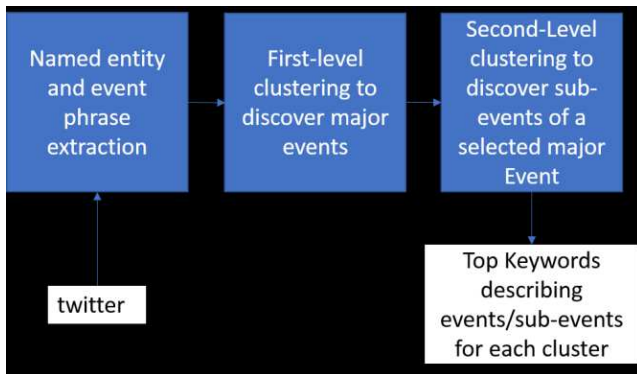 Named entity
and event
phrase
extraction
First-level
clustering to
discover major
events
Second-Level
clustering to
discover sub-
events of a
selected major
Event
twitter
Top Keywords
describing
events/sub-events
for each cluster